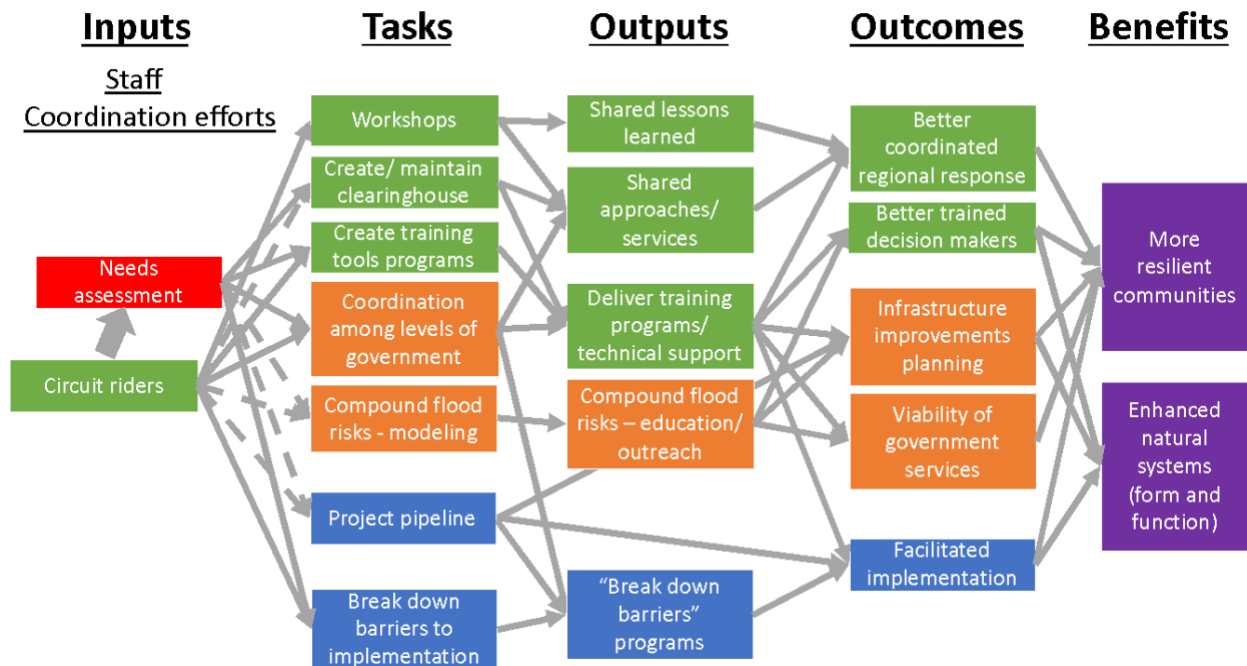 Inputs
Tasks
Outputs
Outcomes
Benefits
Staff
Coordination efforts
Needs
assessment
Circuit riders
Workshops
Create/ maintain
clearinghouse
Create training
tools programs
Coordination
among levels of
government
Compound flood
risks - modeling
Project pipeline
Break down
barriers to
implementation
Shared lessons
learned
Shared
approaches/
services
Deliver training
programs/
technical support
Compound flood
risks – education/
outreach
“Break down
barriers”
programs
Better
coordinated
regional response
Better trained
decision makers
Infrastructure
improvements
planning
Viability of
government
services
Facilitated
implementation
More
resilient
communities
Enhanced
natural
systems
(form and
function)